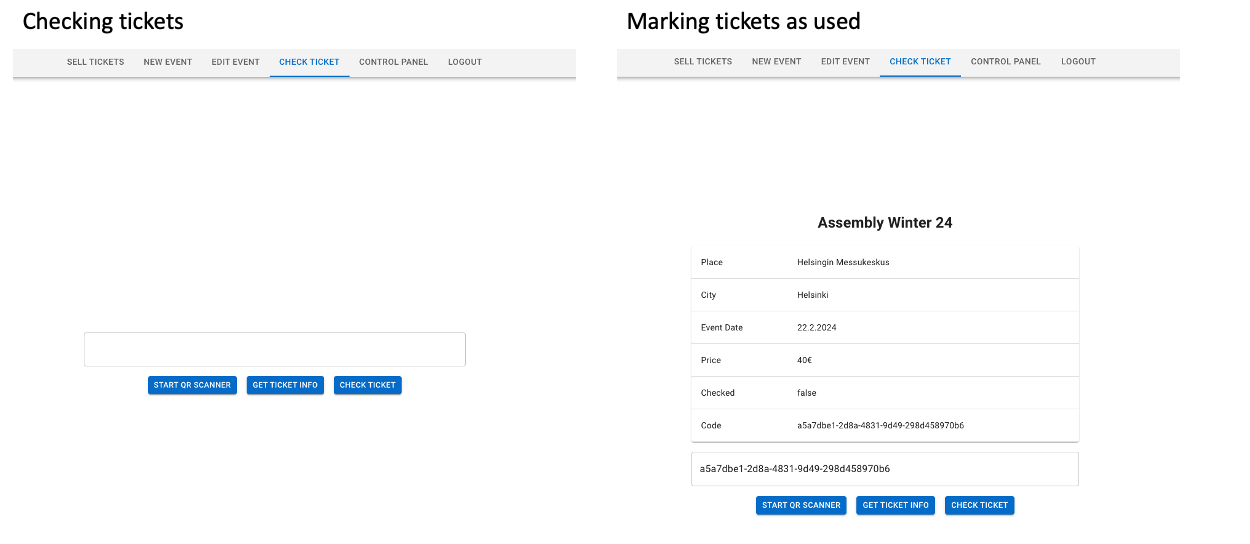 Checking tickets
SELL TICKETS NEW EVENT EDIT EVENT CHECK TICKET CONTROL PANEL LOGOUT
START QR SCANNER GET TICKET INFO CHECK TICKET
Marking tickets as used
SELL TICKETS NEW EVENT EDIT EVENT CHECK TICKET CONTROL PANEL LOGOUT
Assembly Winter 24
Place Helsingin Messukeskus
City Helsinki
Event Date 22.2.2024
Price 40€
Checked false
Code a5a7dbe1-2d8a-4831-9d49-298d458970b6
a5a7dbe1-2d8a-4831-9d49-298d458970b6
START QR SCANNER GET TICKET INFO CHECK TICKET